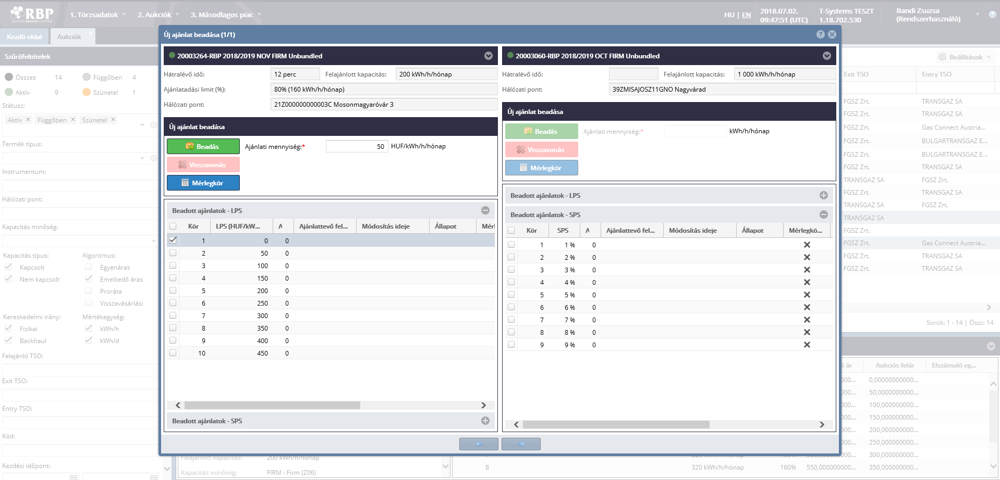 RBP
REGIONAL BOOKING PLATFORM
1. Törzsadatok
2. Aukciók
3. Másodlagos piac
HU | EN
2018.07.02.
09:47:51 (UTC)
T-Systems TESZT
1.18.702.530
Bandi Zsuzsa
(Rendszerhasználó)
Kezdő oldal
Aukciók
Szűrőfeltételek
Összes 14
Függőben 4
Aktív 9
Szünetel 1
Státusz:
Aktív
Függőben
Szünetel
Termék típus:
Instrumentum:
Hálózati pont:
Kapacitás minőség:
Kapacitás típus:
Algoritmus:
Kapcsolt
Egyenáras
Nem kapcsolt
Emelkedő áras
Proráta
Visszavásárlási
Kereskedelmi irány:
Mértékegység:
Fizikai
kWh/h
Backhaul
kWh/d
Felajánló TSO:
Exit TSO:
Entry TSO:
Kód:
Kezdési időpont:
Új ajánlat beadása (1/1)
20003264-RBP 2018/2019 NOV FIRM Unbundled
Hátralévő idő: 12 perc Felajánlott kapacitás: 200 kWh/h/hónap
Ajánlatadási limit (%): 80% (160 kWh/h/hónap)
Hálózati pont: 21Z000000000003C Mosonmagyaróvár 3
Új ajánlat beadása
Beadás
Ajánlati mennyiség:* 50 HUF/kWh/h/hónap
Visszavonás
Mérlegkör
Beadott ajánlatok - LPS
Kör LPS (HUF/kW... A Ajánlattevő fel... Módosítás ideje Állapot Mérl
1 0 0
2 50 0
3 100 0
4 150 0
5 200 0
6 250 0
7 300 0
8 350 0
9 400 0
10 450 0
Beadott ajánlatok - SPS
20003060-RBP 2018/2019 OCT FIRM Unbundled
Hátralévő idő: Felajánlott kapacitás: 1 000 kWh/h/hónap
Hálózati pont: 39ZMISAJOSZ11GNO Nagyvárad
Új ajánlat beadása
Beadás
Ajánlati mennyiség:* kWh/h/hónap
Visszavonás
Mérlegkör
Beadott ajánlatok - LPS
Beadott ajánlatok - SPS
Kör SPS A Ajánlattevő fel... Módosítás ideje Állapot Mérlegkö...
1 1 % 0
2 2 % 0
3 3 % 0
4 4 % 0
5 5 % 0
6 6 % 0
7 7 % 0
8 8 % 0
9 9 % 0
Beállítások
Exit TSO Entry TSO
FGSZ Zrt. TRANSGAZ SA
FGSZ Zrt. TRANSGAZ SA
FGSZ Zrt. Gas Connect Austria...
FGSZ Zrt. BULGARTRANSGAZ E...
FGSZ Zrt. BULGARTRANSGAZ E...
FGSZ Zrt. TRANSGAZ SA
TRANSGAZ SA FGSZ Zrt.
FGSZ Zrt. TRANSGAZ SA
TRANSGAZ SA FGSZ Zrt.
TRANSGAZ SA
FGSZ Zrt.
FGSZ Zrt. Gas Connect Austria...
FGSZ Zrt. TRANSGAZ SA
FGSZ Zrt. TRANSGAZ SA
Sorok: 1 - 14 | Össz: 14
ó ár Aukciós felár Elszámoló eg...
000... 0,00000000000...
000... 50,0000000000...
000... 100,000000000...
000... 150,000000000...
000... 200,000000000...
000... 250,000000000...
300,000000000...
8 320 kWh/h/hónap 160% 550,000000000... 350,000000000...
Felajánlott kapacitás: 200 kWh/h/hónap
Kapacitás minőség: FIRM - Firm (Z06)